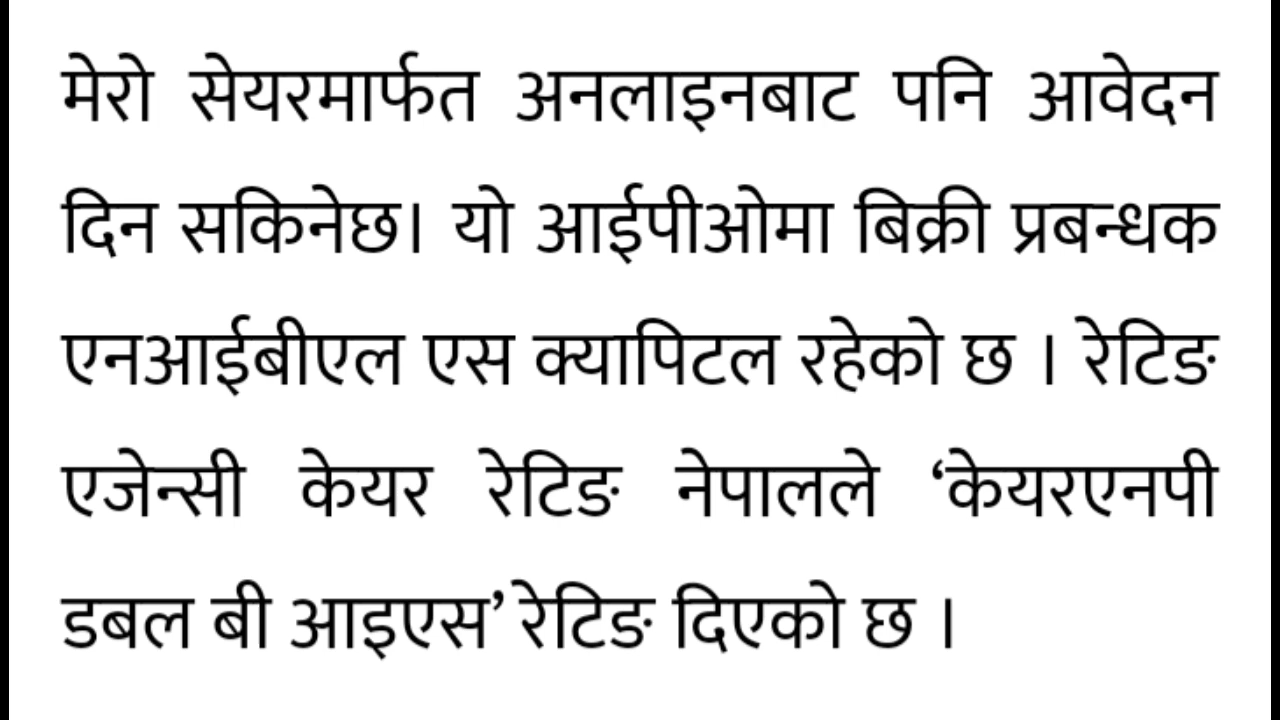 मेरो सेयरमार्फत अनलाइनबाट पनि आवेदन
दिन सकिनेछ। यो आईपीओमा बिक्री प्रबन्धक
एनआईबीएल एस क्यापिटल रहेको छ । रेटिङ
एजेन्सी केयर रेटिङ नेपालले ‘केयरएनपी
डबल बी आइएस’ रेटिङ दिएको छ ।